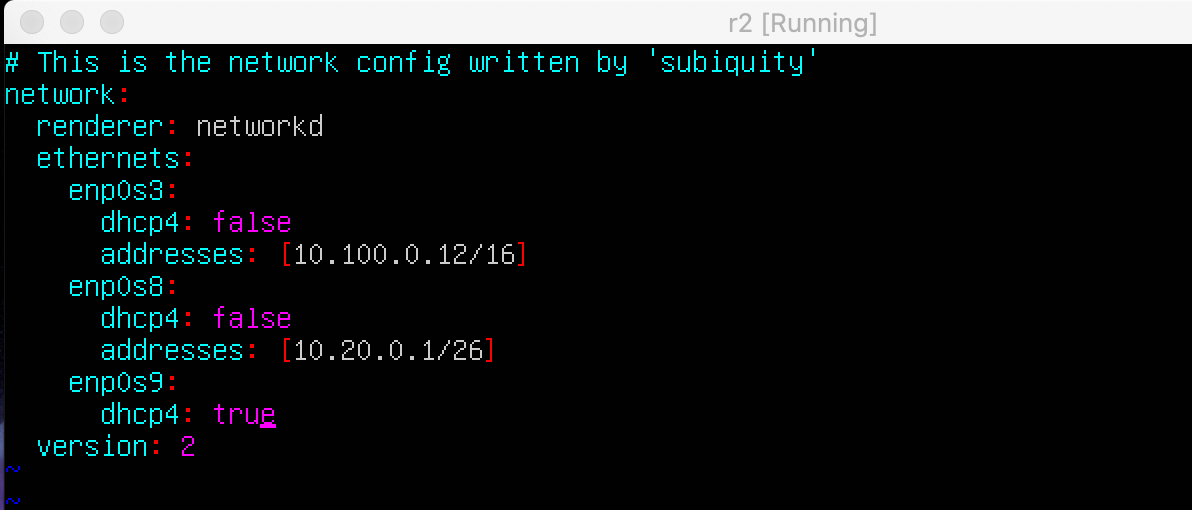 r2 [Running]
# This is the network config written by 'subiquity'
network:
  renderer: networkd
  ethernets:
    enp0s3:
      dhcp4: false
      addresses: [10.100.0.12/16]
    enp0s8:
      dhcp4: false
      addresses: [10.20.0.1/26]
    enp0s9:
      dhcp4: true
  version: 2
~
~